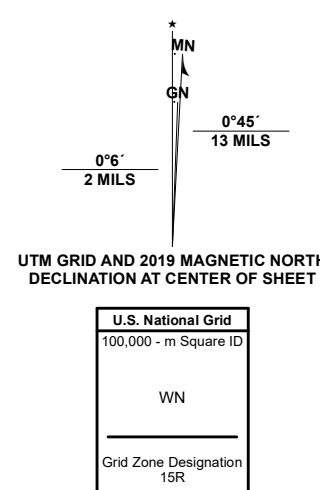 ★
MN
GN
0°45´
13 MILS
0°6´
2 MILS
UTM GRID AND 2019 MAGNETIC NORTH
DECLINATION AT CENTER OF SHEET
U.S. National Grid
100,000 - m Square ID
WN
Grid Zone Designation
15R